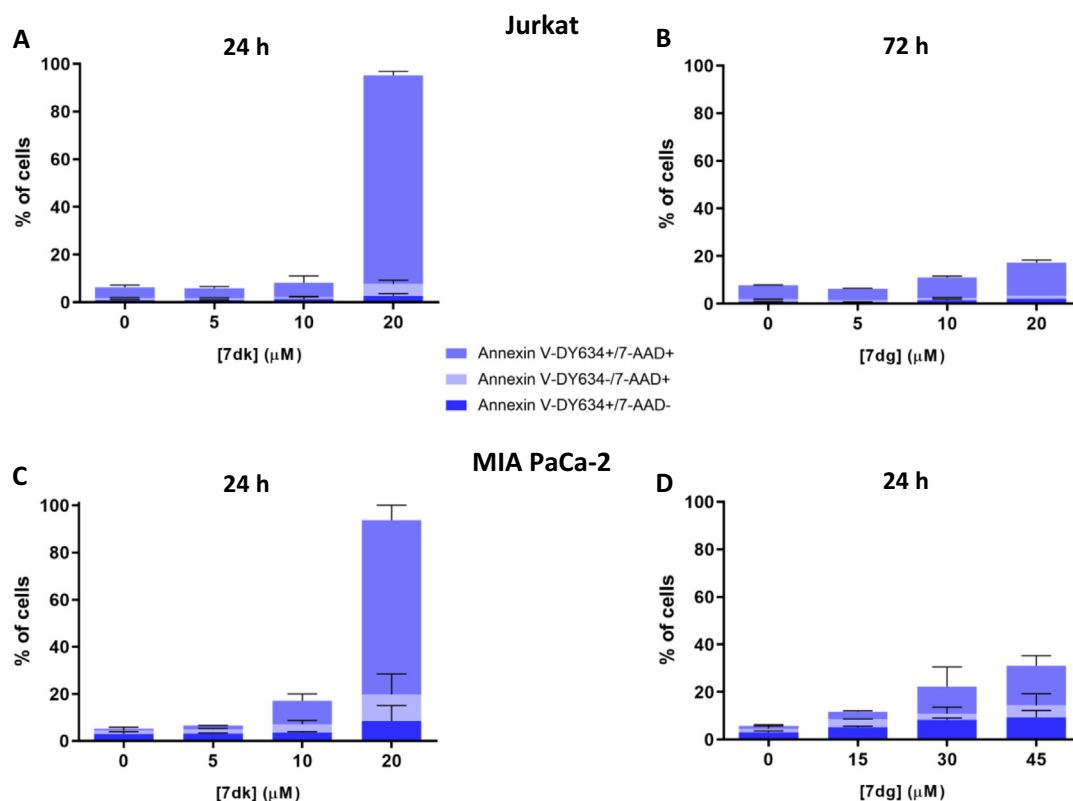 Jurkat
A
24 h
% of cells
100
80
60
40
20
0
0 5 10 20
[7dk] (μM)
B
72 h
% of cells
100
80
60
40
20
0
0 5 10 20
[7dg] (μM)
Annexin V-DY634+/7-AAD+
Annexin V-DY634-/7-AAD+
Annexin V-DY634+/7-AAD-
MIA PaCa-2
C
24 h
% of cells
100
80
60
40
20
0
0 5 10 20
[7dk] (μM)
D
24 h
% of cells
100
80
60
40
20
0
0 15 30 45
[7dg] (μM)